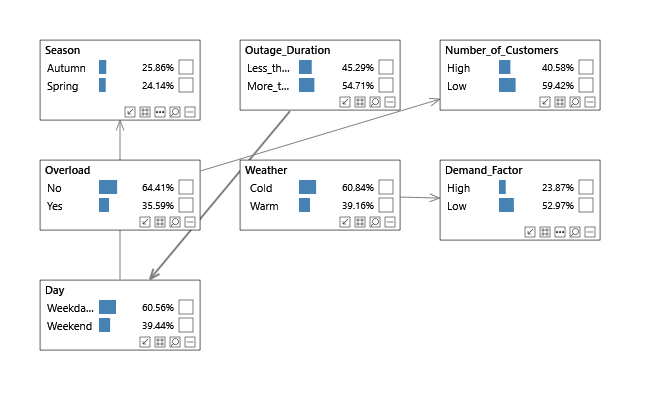 Season
Autumn 25.86%
Spring 24.14%
Outage_Duration
Less_th... 45.29%
More_t... 54.71%
Number_of_Customers
High 40.58%
Low 59.42%
Overload
No 64.41%
Yes 35.59%
Weather
Cold 60.84%
Warm 39.16%
Demand_Factor
High 23.87%
Low 52.97%
Day
Weekda... 60.56%
Weekend 39.44%